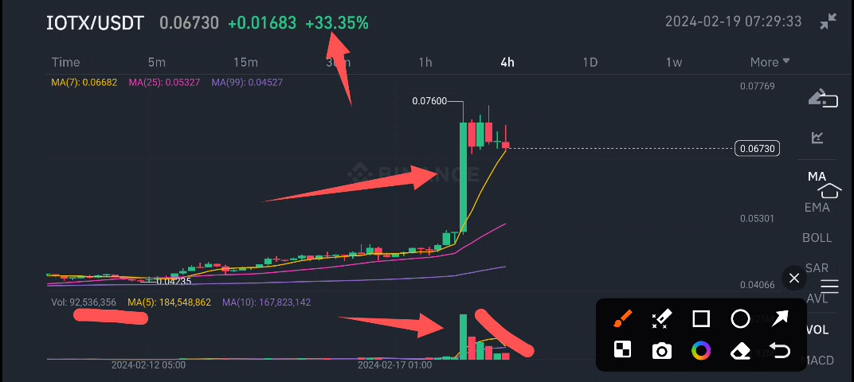 IOTX/USDT 0.06730 +0.01683 +33.35% 2024-02-19 07:29:33
Time 5m 15m 30m 1h 4h 1D 1w More
MA(7): 0.06682 MA(25): 0.05327 MA(99): 0.04527
0.07769
0.07600
0.06730
MA
BINANCE
EMA
0.05301
BOLL
SAR
0.04235
0.04066
AVL
Vol: 92,536,356 MA(5): 184,548,862 MA(10): 167,823,142
VOL
MACD
2024-02-12 05:00 2024-02-17 01:00